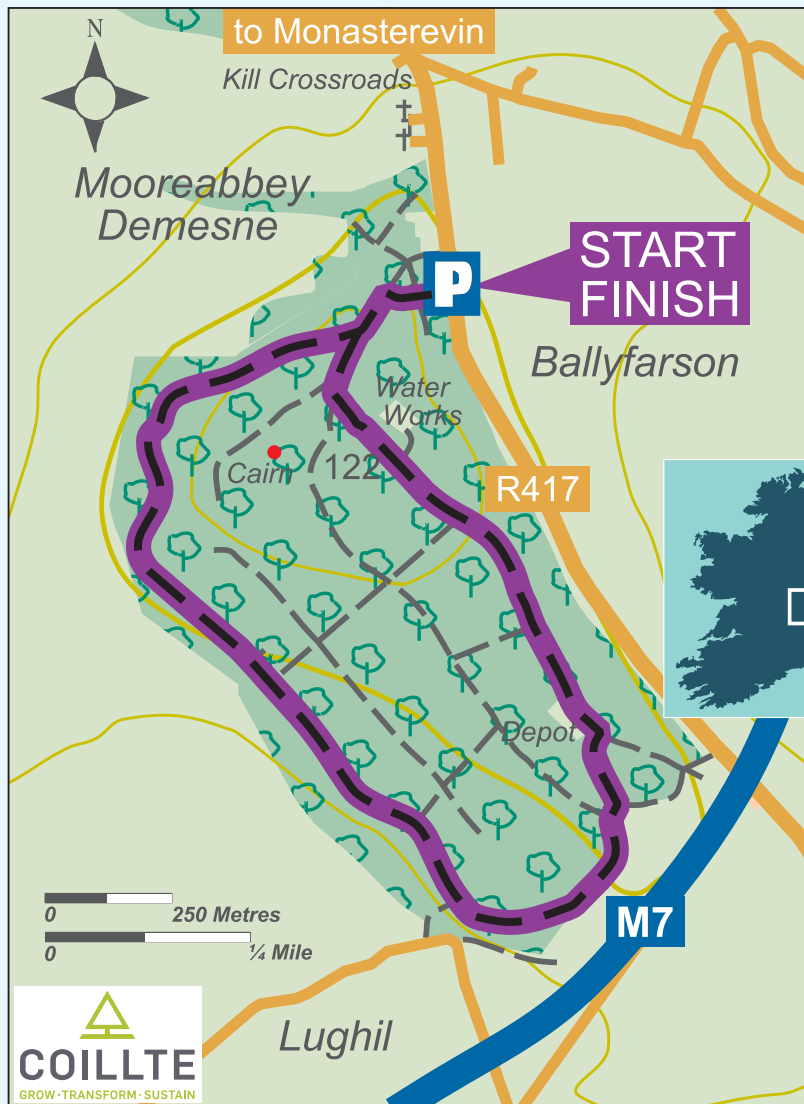 N
to Monasterevin
Kill Crossroads
Mooreabbey
Demesne
P
START
FINISH
Ballyfarson
Water
Works
Cairn
122
R417
Depot
0
250 Metres
0
¼ Mile
M7
Lughil
COILLTE
GROW·TRANSFORM·SUSTAIN